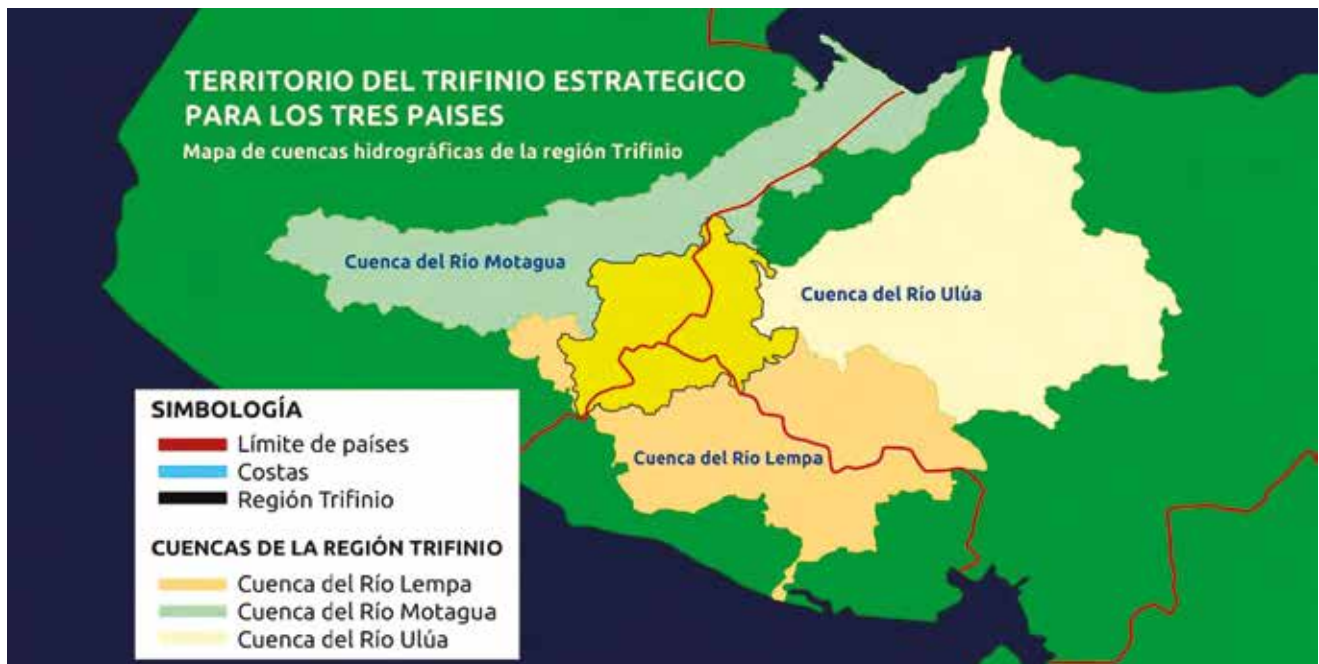 TERRITORIO DEL TRIFINIO ESTRATEGICO
PARA LOS TRES PAISES
Mapa de cuencas hidrográficas de la región Trifinio
Cuenca del Río Motagua
Cuenca del Río Ulúa
Cuenca del Río Lempa
SIMBOLOGÍA
Límite de países
Costas
Región Trifinio
CUENCAS DE LA REGIÓN TRIFINIO
Cuenca del Río Lempa
Cuenca del Río Motagua
Cuenca del Río Ulúa